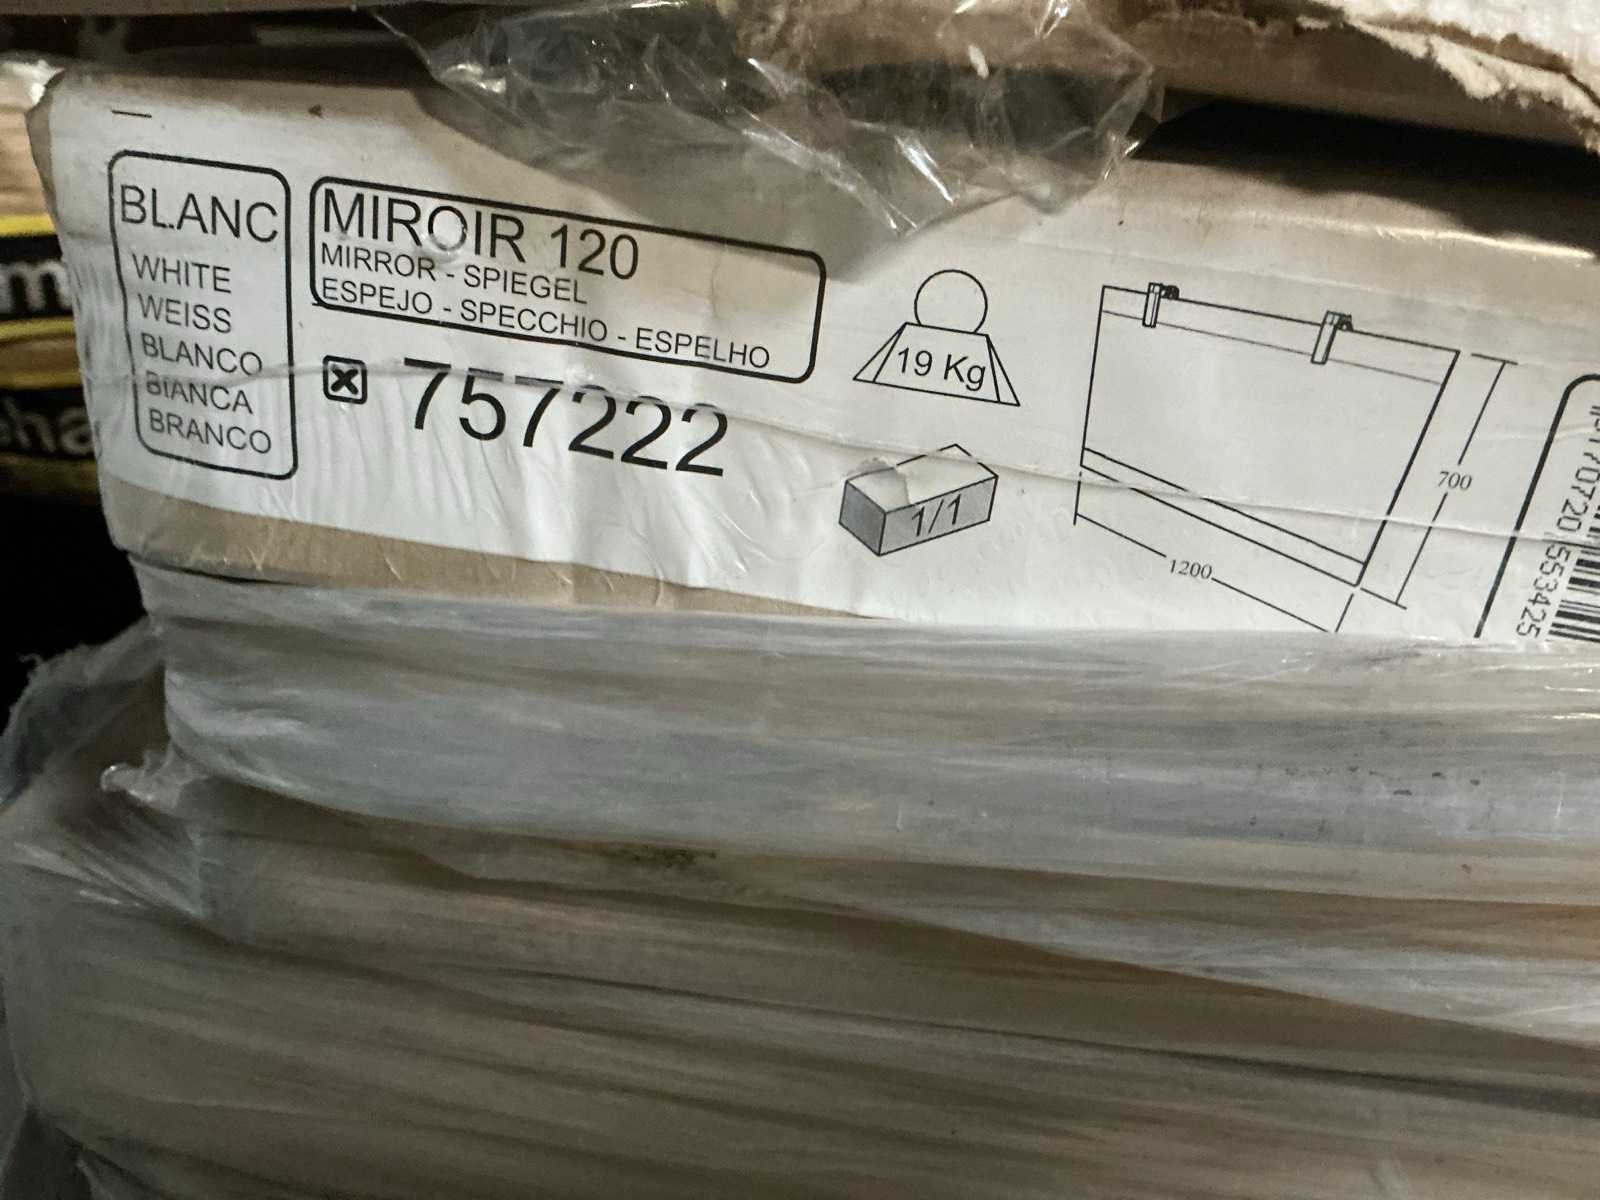 BLANC
WHITE
WEISS
BLANCO
BIANCA
BRANCO
MIROIR 120
MIRROR - SPIEGEL
ESPEJO - SPECCHIO - ESPELHO
757222
19 Kg
1/1
700
1200
553425